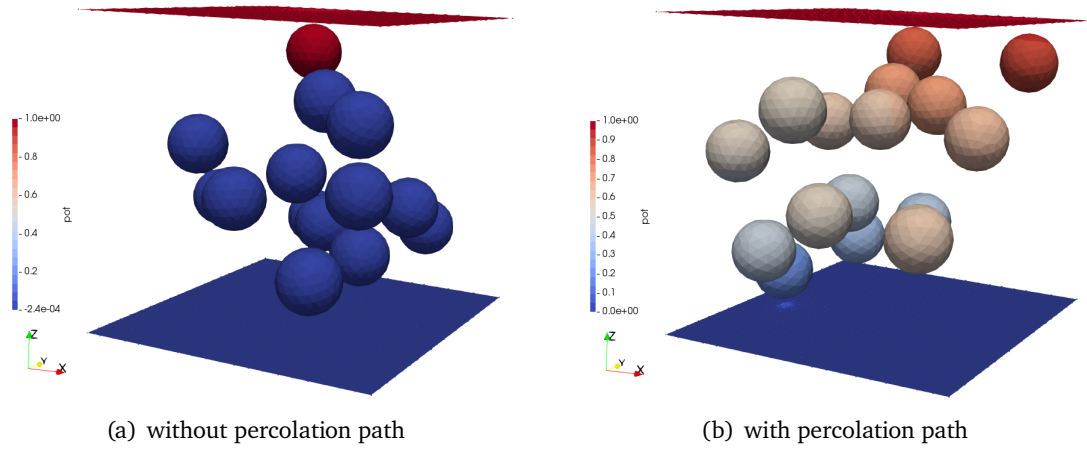 1.0e+00
0.8
0.6
0.4
0.2
-2.4e-04
pot
Z
Y
X
1.0e+00
0.9
0.8
0.7
0.6
0.5
0.4
0.3
0.2
0.1
0.0e+00
pot
Z
Y
X
(a) without percolation path
(b) with percolation path